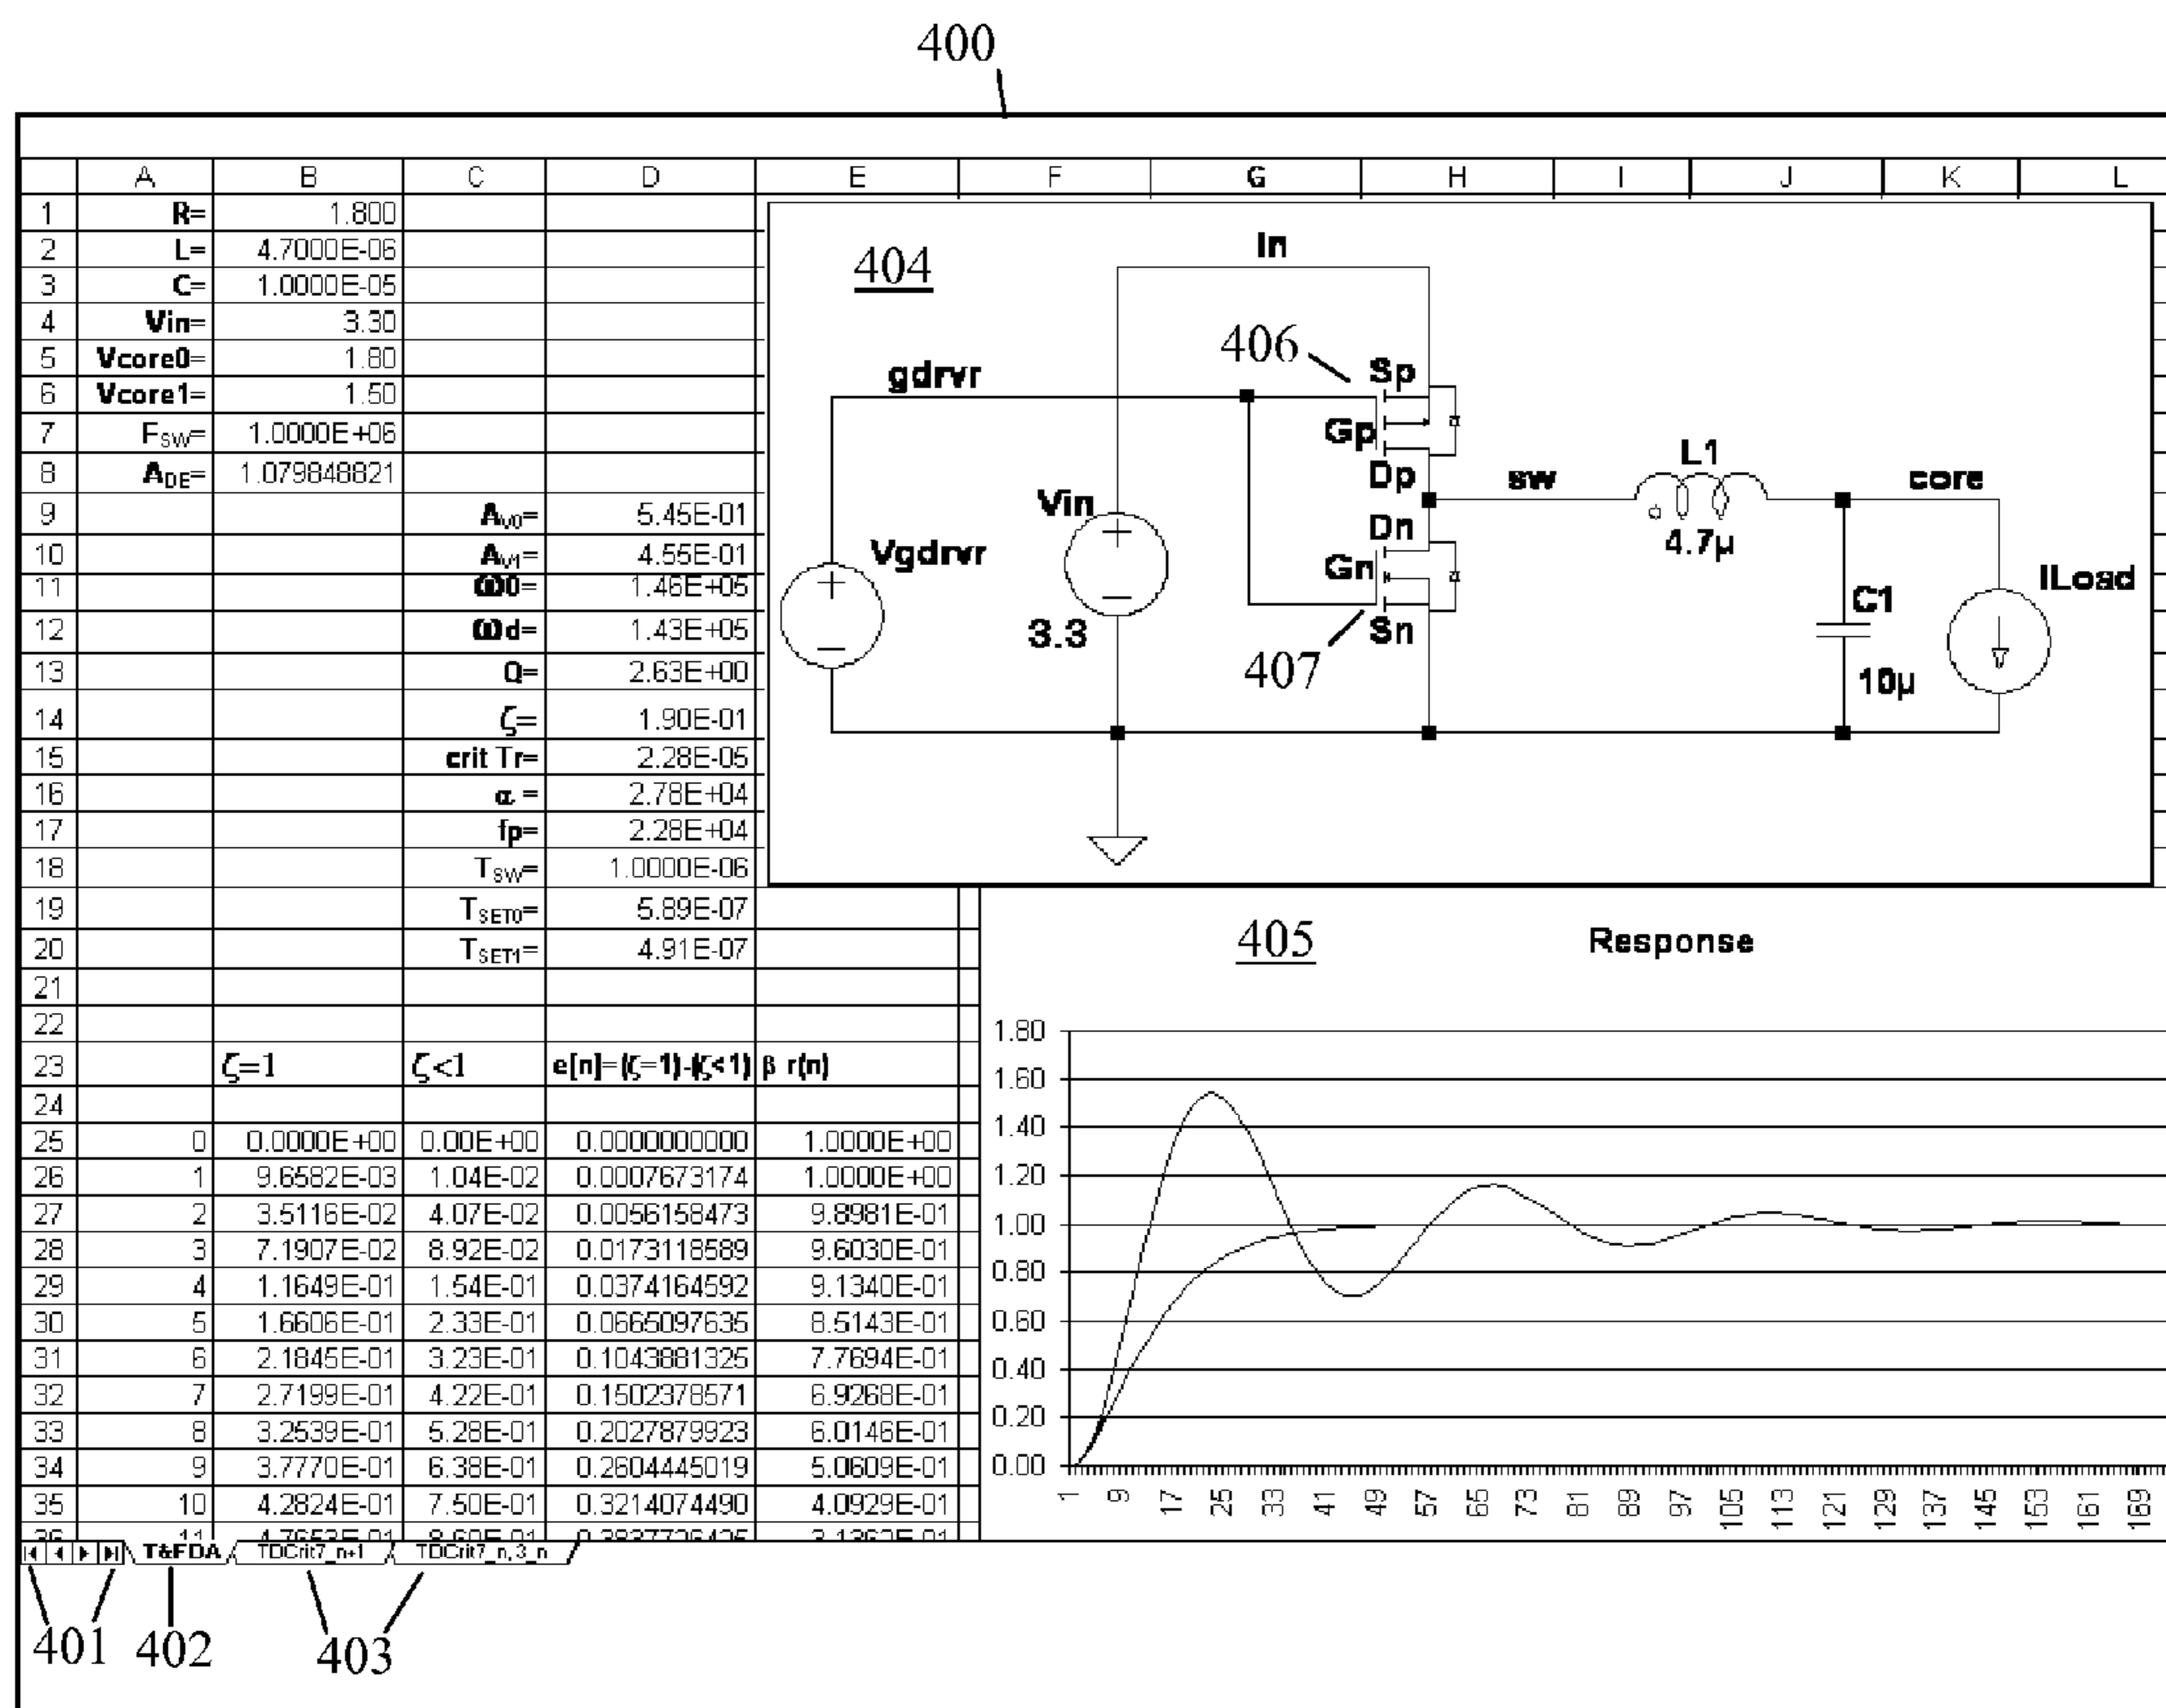 400
A B C D E F G H I J K L
1 R= 1.800
2 L= 4.7000E-06
3 C= 1.0000E-05
4 Vin= 3.30
5 Vcore0= 1.80
6 Vcore1= 1.50
7 FSW= 1.0000E+06
8 ADE= 1.079848821
9 AV0= 5.45E-01
10 AV1= 4.55E-01
11 ω0= 1.46E+05
12 ωd= 1.43E+05
13 Q= 2.63E+00
14 ζ= 1.90E-01
15 crit Tr= 2.28E-05
16 α = 2.78E+04
17 fp= 2.28E+04
18 TSW= 1.0000E-06
19 TSET0= 5.89E-07
20 TSET1= 4.91E-07
21
22
23 ζ=1 ζ<1 e[n]=(ζ=1)-(ζ<1) β r(n)
24
25 0 0.0000E+00 0.00E+00 0.0000000000 1.0000E+00
26 1 9.6582E-03 1.04E-02 0.0007673174 1.0000E+00
27 2 3.5116E-02 4.07E-02 0.0056158473 9.8981E-01
28 3 7.1907E-02 8.92E-02 0.0173118589 9.6030E-01
29 4 1.1649E-01 1.54E-01 0.0374164592 9.1340E-01
30 5 1.6606E-01 2.33E-01 0.0665097635 8.5143E-01
31 6 2.1845E-01 3.23E-01 0.1043881325 7.7694E-01
32 7 2.7199E-01 4.22E-01 0.1502378571 6.9268E-01
33 8 3.2539E-01 5.28E-01 0.2027879923 6.0146E-01
34 9 3.7770E-01 6.38E-01 0.2604445019 5.0609E-01
35 10 4.2824E-01 7.50E-01 0.3214074490 4.0929E-01
T&FDA TDCrit7_n+1 TDCrit7_n,3_n
401 402 403
404
In
406
gdrvr
Sp
Gp
Dp
sw
L1
4.7µ
core
Vin
3.3
Vgdrvr
Dn
Gn
Sn
407
C1
10µ
ILoad
405
Response
1.80
1.60
1.40
1.20
1.00
0.80
0.60
0.40
0.20
0.00
1 9 17 25 33 41 49 57 65 73 81 89 97 105 113 121 129 137 145 153 161 169